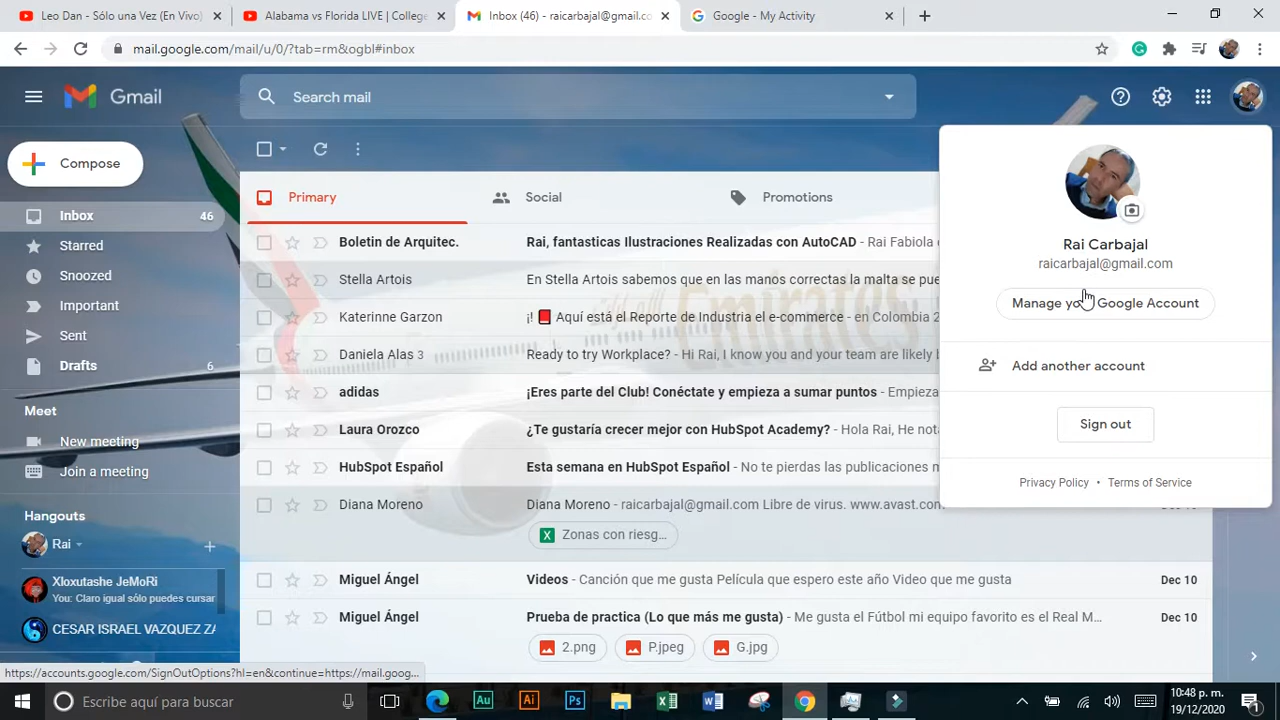 Leo Dan - Sólo una Vez (En Vivo)
Alabama vs Florida LIVE | College
Inbox (46) - raicarbajal@gmail.co
Google - My Activity
mail.google.com/mail/u/0/?tab=rm&ogbl#inbox
Gmail
Search mail
Compose
Inbox 46
Starred
Snoozed
Important
Sent
Drafts 6
Meet
New meeting
Join a meeting
Hangouts
Rai
Xloxutashe JeMoRi
You: Claro igual sólo puedes cursar
CESAR ISRAEL VAZQUEZ ZA
Primary
Social
Promotions
Boletin de Arquitec. Rai, fantasticas Ilustraciones Realizadas con AutoCAD - Rai Fabiola
Stella Artois En Stella Artois sabemos que en las manos correctas la malta se pue
Katerinne Garzon ¡! 📕 Aquí está el Reporte de Industria el e-commerce - en Colombia 2
Daniela Alas 3 Ready to try Workplace? - Hi Rai, I know you and your team are likely
adidas ¡Eres parte del Club! Conéctate y empieza a sumar puntos - Empieza
Laura Orozco ¿Te gustaría crecer mejor con HubSpot Academy? - Hola Rai, He nota
HubSpot Español Esta semana en HubSpot Español - No te pierdas las publicaciones
Diana Moreno Diana Moreno - raicarbajal@gmail.com Libre de virus. www.avast.com
Zonas con riesg...
Miguel Ángel Videos - Canción que me gusta Película que espero este año Video que me gusta Dec 10
Miguel Ángel Prueba de practica (Lo que más me gusta) - Me gusta el Fútbol mi equipo favorito es el Real M... Dec 10
2.png
P.jpeg
G.jpg
Emirates
Rai Carbajal
raicarbajal@gmail.com
Manage Google Account
Add another account
Sign out
Privacy Policy • Terms of Service
https://accounts.google.com/SignOutOptions?hl=en&continue=https://mail.goog...
Escribe aquí para buscar
Au
Ai
Ps
10:48 p. m.
19/12/2020